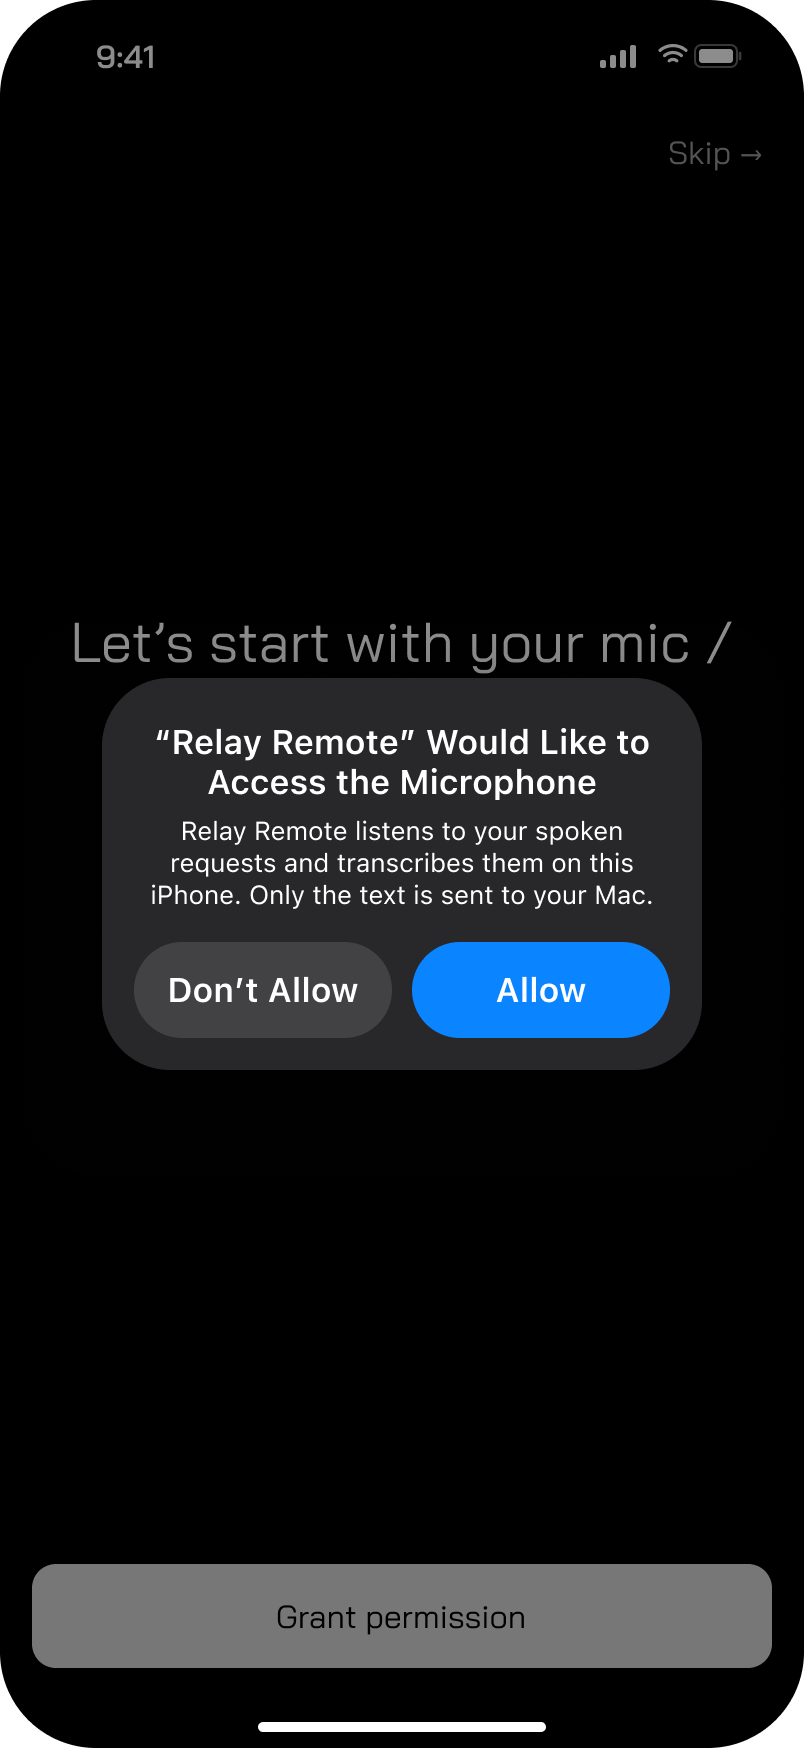 9:41
Skip →
Let’s start with your mic /
“Relay Remote” Would Like to
Access the Microphone
Relay Remote listens to your spoken
requests and transcribes them on this
iPhone. Only the text is sent to your Mac.
Don’t Allow
Allow
Grant permission